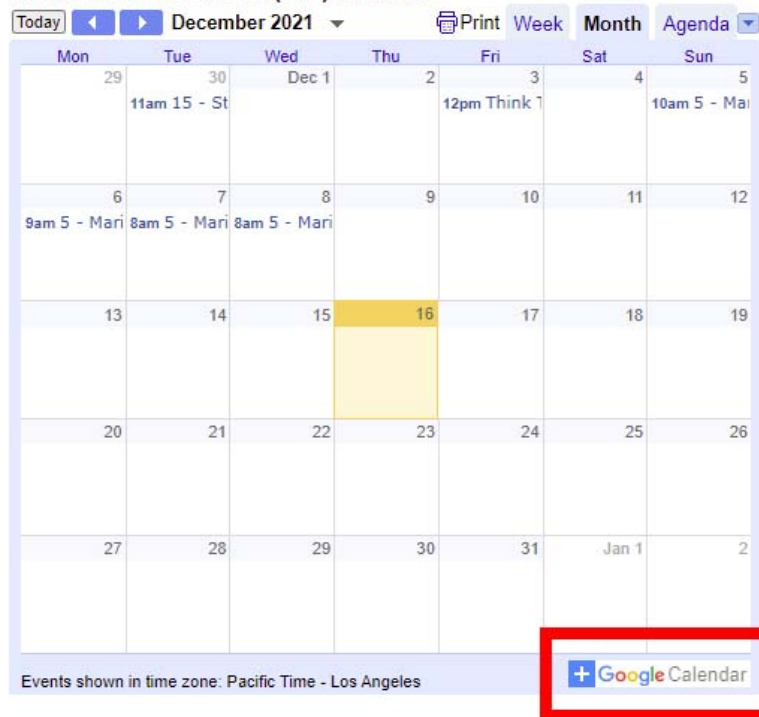 Today December 2021 Print Week Month Agenda
Mon Tue Wed Thu Fri Sat Sun
29 30 Dec 1 2 3 4 5
11am 15 - St 12pm Think 10am 5 - Mar
6 7 8 9 10 11 12
9am 5 - Mari 8am 5 - Mari 8am 5 - Mari
13 14 15 16 17 18 19
20 21 22 23 24 25 26
27 28 29 30 31 Jan 1 2
Events shown in time zone: Pacific Time - Los Angeles
+ Google Calendar